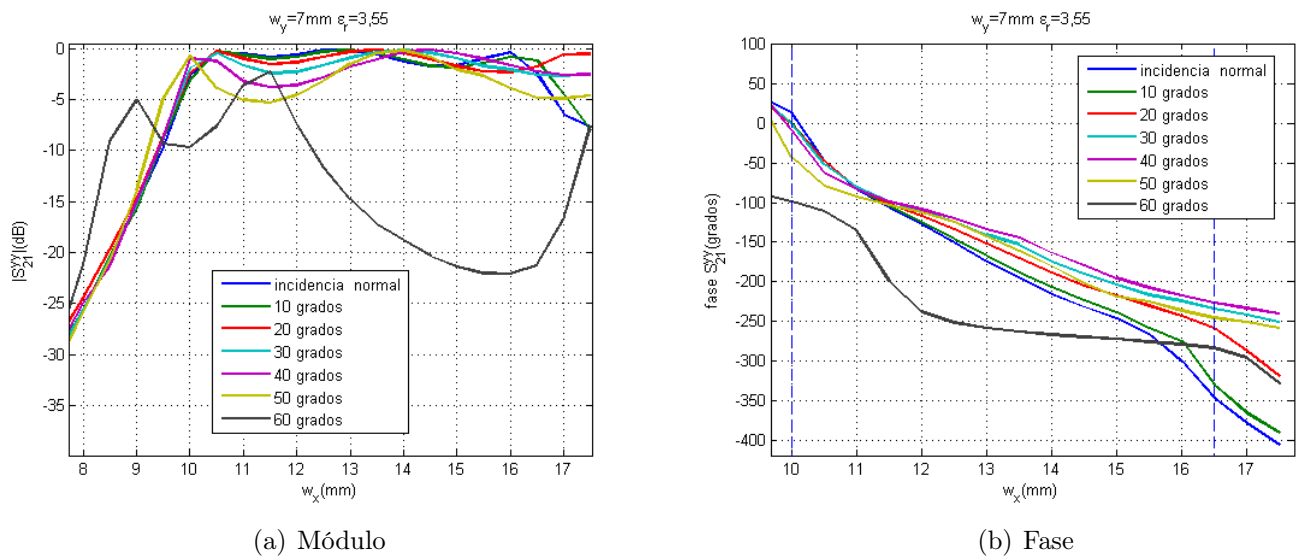 w_y=7mm ε_r=3,55
0
-5
-10
-15
-20
-25
-30
-35
|S_21^yy|(dB)
8 9 10 11 12 13 14 15 16 17
w_x(mm)
incidencia normal
10 grados
20 grados
30 grados
40 grados
50 grados
60 grados
(a) Módulo
w_y=7mm ε_r=3,55
100
50
0
-50
-100
-150
-200
-250
-300
-350
-400
fase S_21^yy(grados)
10 11 12 13 14 15 16 17
w_x(mm)
incidencia normal
10 grados
20 grados
30 grados
40 grados
50 grados
60 grados
(b) Fase